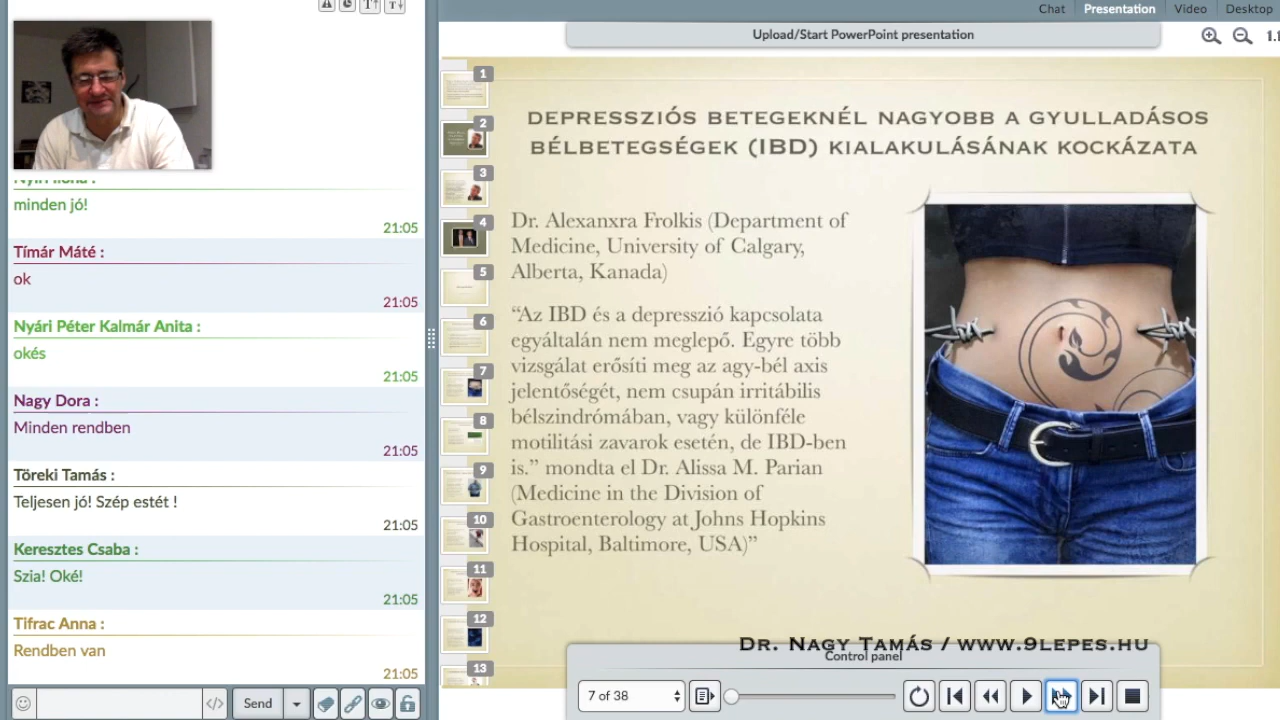 Chat Presentation Video Desktop
Upload/Start PowerPoint presentation
1.1
minden jó!
21:05
Tímár Máté :
ok
21:05
Nyári Péter Kalmár Anita :
okés
21:05
Nagy Dora :
Minden rendben
21:05
Töreki Tamás :
Teljesen jó! Szép estét !
21:05
Keresztes Csaba :
Szia! Oké!
21:05
Tifrac Anna :
Rendben van
21:05
Send
1
2
3
4
5
6
7
8
9
10
11
12
13
DEPRESSZIÓS BETEGEKNÉL NAGYOBB A GYULLADÁSOS
BÉLBETEGSÉGEK (IBD) KIALAKULÁSÁNAK KOCKÁZATA
Dr. Alexanxra Frolkis (Department of
Medicine, University of Calgary,
Alberta, Kanada)
“Az IBD és a depresszió kapcsolata
egyáltalán nem meglepő. Egyre több
vizsgálat erősíti meg az agy-bél axis
jelentőségét, nem csupán irritábilis
bélszindrómában, vagy különféle
motilitási zavarok esetén, de IBD-ben
is.” mondta el Dr. Alissa M. Parian
(Medicine in the Division of
Gastroenterology at Johns Hopkins
Hospital, Baltimore, USA)”
DR. NAGY TAMÁS / WWW.9LEPES.HU
Control panel
7 of 38